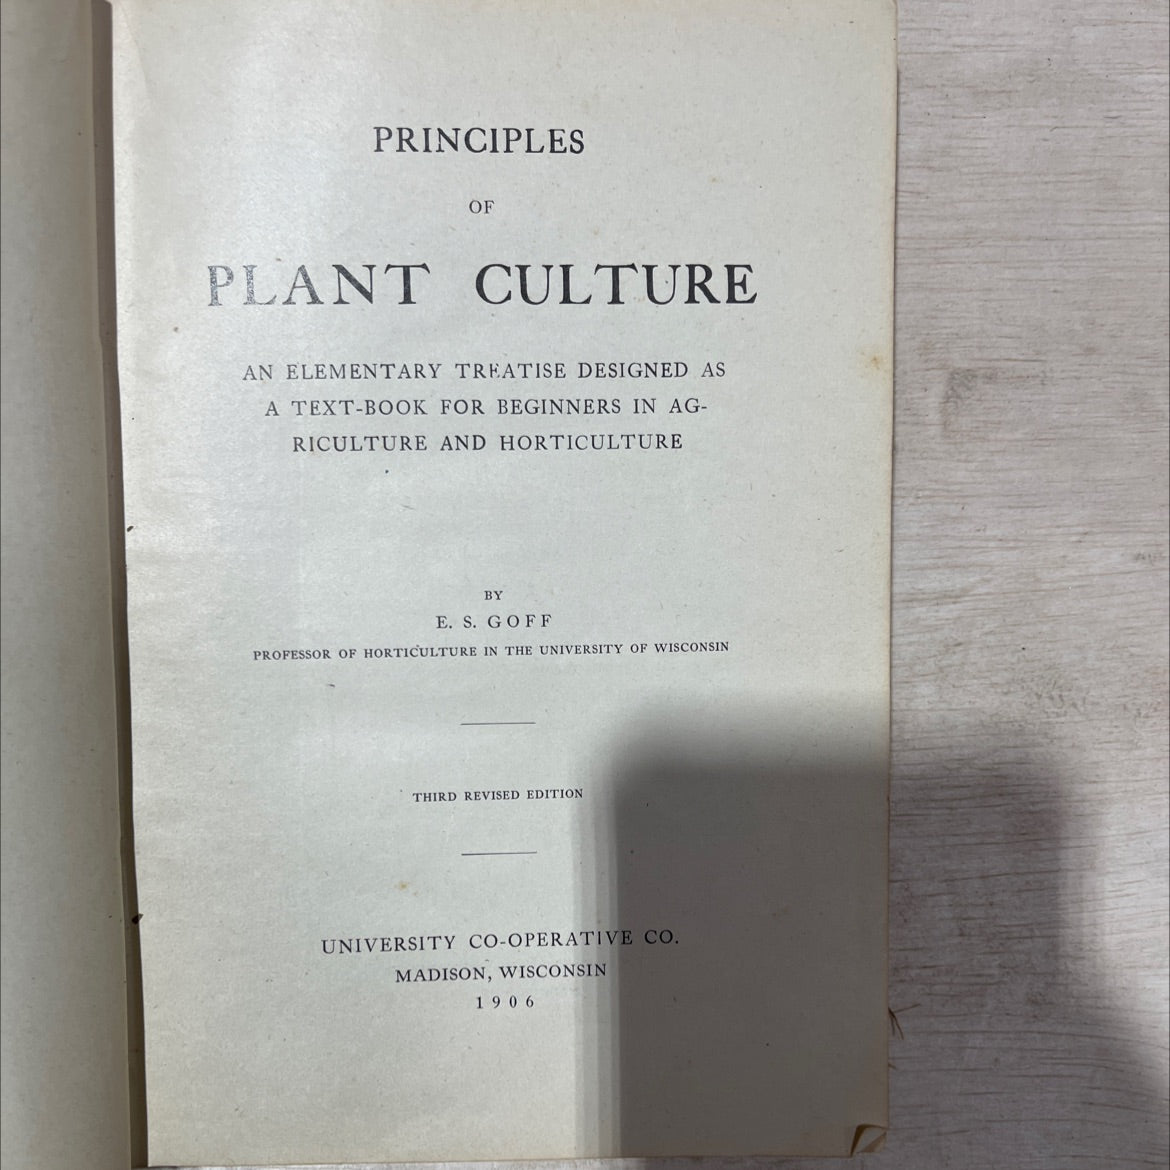 PRINCIPLES
OF
PLANT CULTURE
AN ELEMENTARY TREATISE DESIGNED AS
A TEXT-BOOK FOR BEGINNERS IN AG-
RICULTURE AND HORTICULTURE
BY
E. S. GOFF
PROFESSOR OF HORTICULTURE IN THE UNIVERSITY OF WISCONSIN
THIRD REVISED EDITION
UNIVERSITY CO-OPERATIVE CO.
MADISON, WISCONSIN
1906